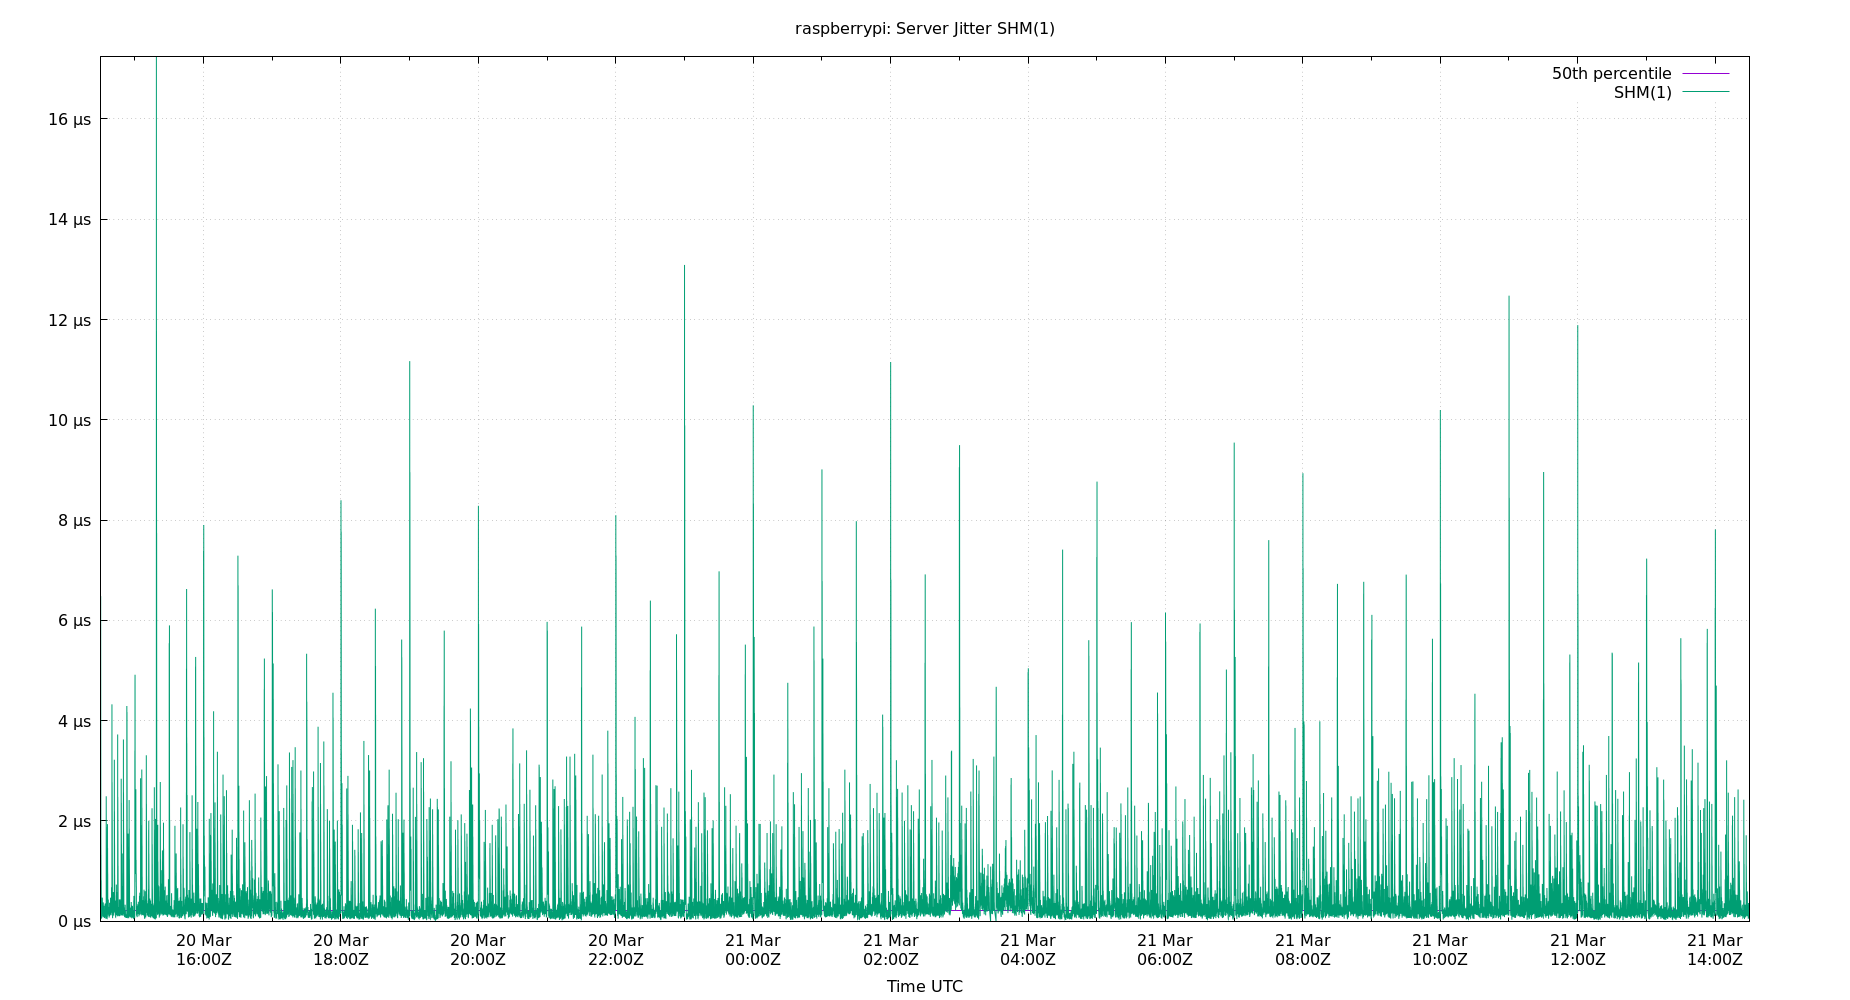 raspberrypi: Server Jitter SHM(1)
50th percentile
SHM(1)
16 µs
14 µs
12 µs
10 µs
8 µs
6 µs
4 µs
2 µs
0 µs
20 Mar 20 Mar 20 Mar 20 Mar 21 Mar 21 Mar 21 Mar 21 Mar 21 Mar 21 Mar 21 Mar 21 Mar
16:00Z 18:00Z 20:00Z 22:00Z 00:00Z 02:00Z 04:00Z 06:00Z 08:00Z 10:00Z 12:00Z 14:00Z
Time UTC